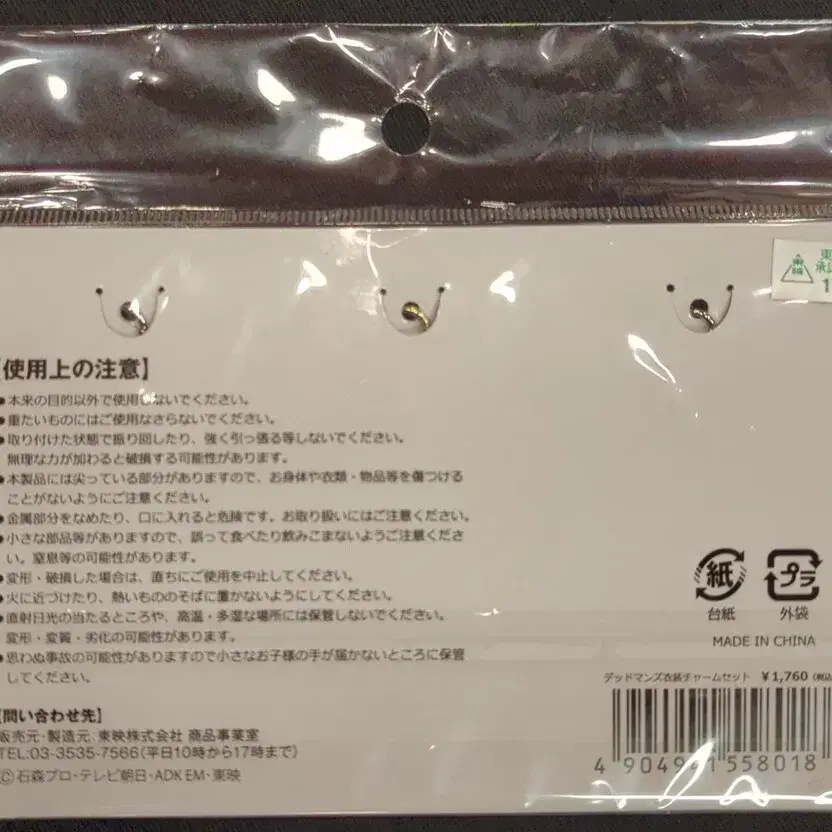 東映
【使用上の注意】
●本来の目的以外で使用しないでください。
●重たいものにはご使用なさらないでください。
●取り付けた状態で振り回したり、強く引っ張る等しないでください。
無理な力が加わると破損する可能性があります。
●本製品には尖っている部分がありますので、お身体や衣類・物品等を傷つける
ことがないようにご注意ください。
●金属部分をなめたり、口に入れると危険です。お取り扱いにはご注意ください。
●小さな部品等がありますので、誤って食べたり飲みこまないようご注意くださ
い。窒息等の可能性があります。
●変形・破損した場合は、直ちにご使用を中止してください。
●火に近づけたり、熱いもののそばに置かないようにしてください。
●直射日光の当たるところや、高温・多湿な場所には保管しないでください。
変形・変質・劣化の可能性があります。
●思わぬ事故の可能性がありますので小さなお子様の手が届かないところに保管
してください。
紙 プラ
台紙 外袋
MADE IN CHINA
デッドマンズ衣装チャームセット ¥1,760(税込
【問い合わせ先】
販売元・製造元:東映株式会社 商品事業室
TEL:03-3535-7566(平日10時から17時まで)
©石森プロ・テレビ朝日・ADK EM・東映